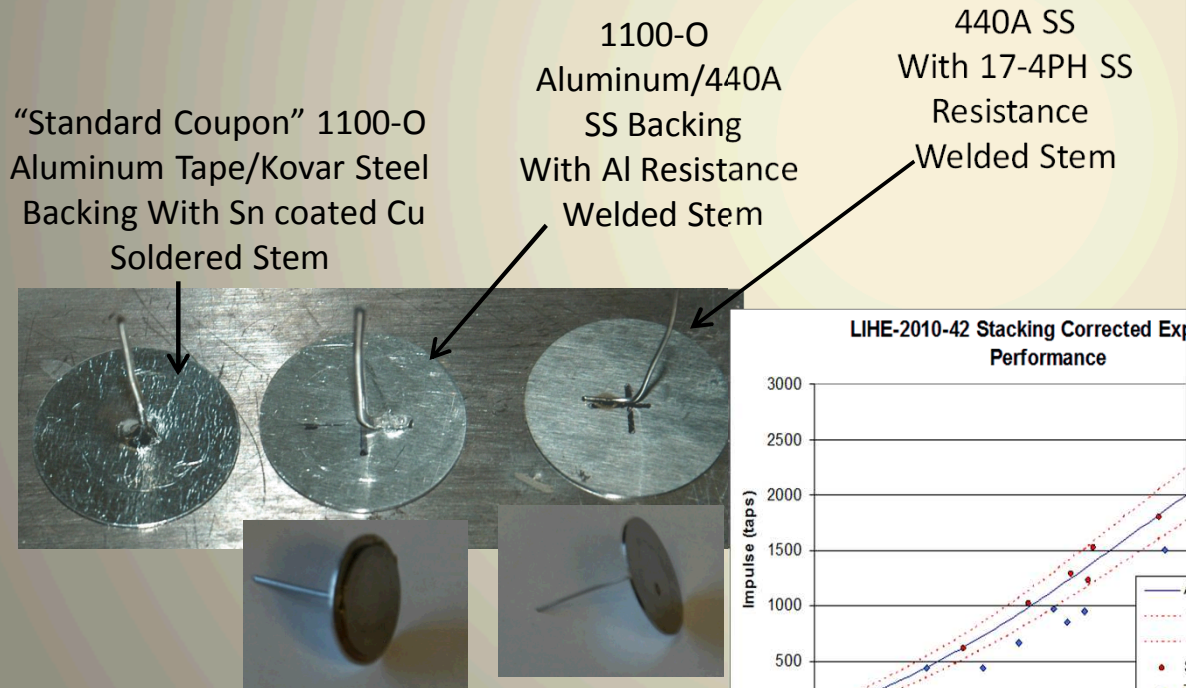 “Standard Coupon” 1100-O
Aluminum Tape/Kovar Steel
Backing With Sn coated Cu
Soldered Stem
1100-O
Aluminum/440A
SS Backing
With Al Resistance
Welded Stem
440A SS
With 17-4PH SS
Resistance
Welded Stem
LIHE-2010-42 Stacking Corrected Exp
Performance
Impulse (taps)
3000
2500
2000
1500
1000
500